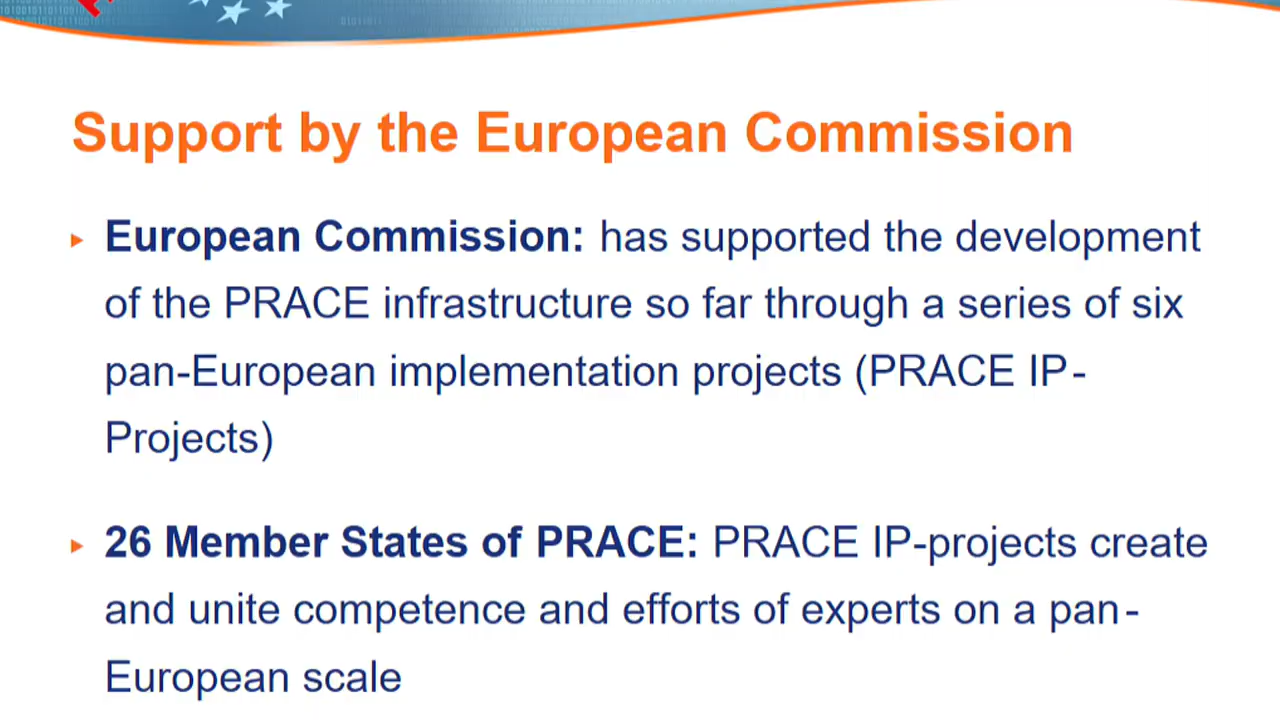 Support by the European Commission
European Commission: has supported the development
of the PRACE infrastructure so far through a series of six
pan-European implementation projects (PRACE IP-
Projects)
26 Member States of PRACE: PRACE IP-projects create
and unite competence and efforts of experts on a pan-
European scale